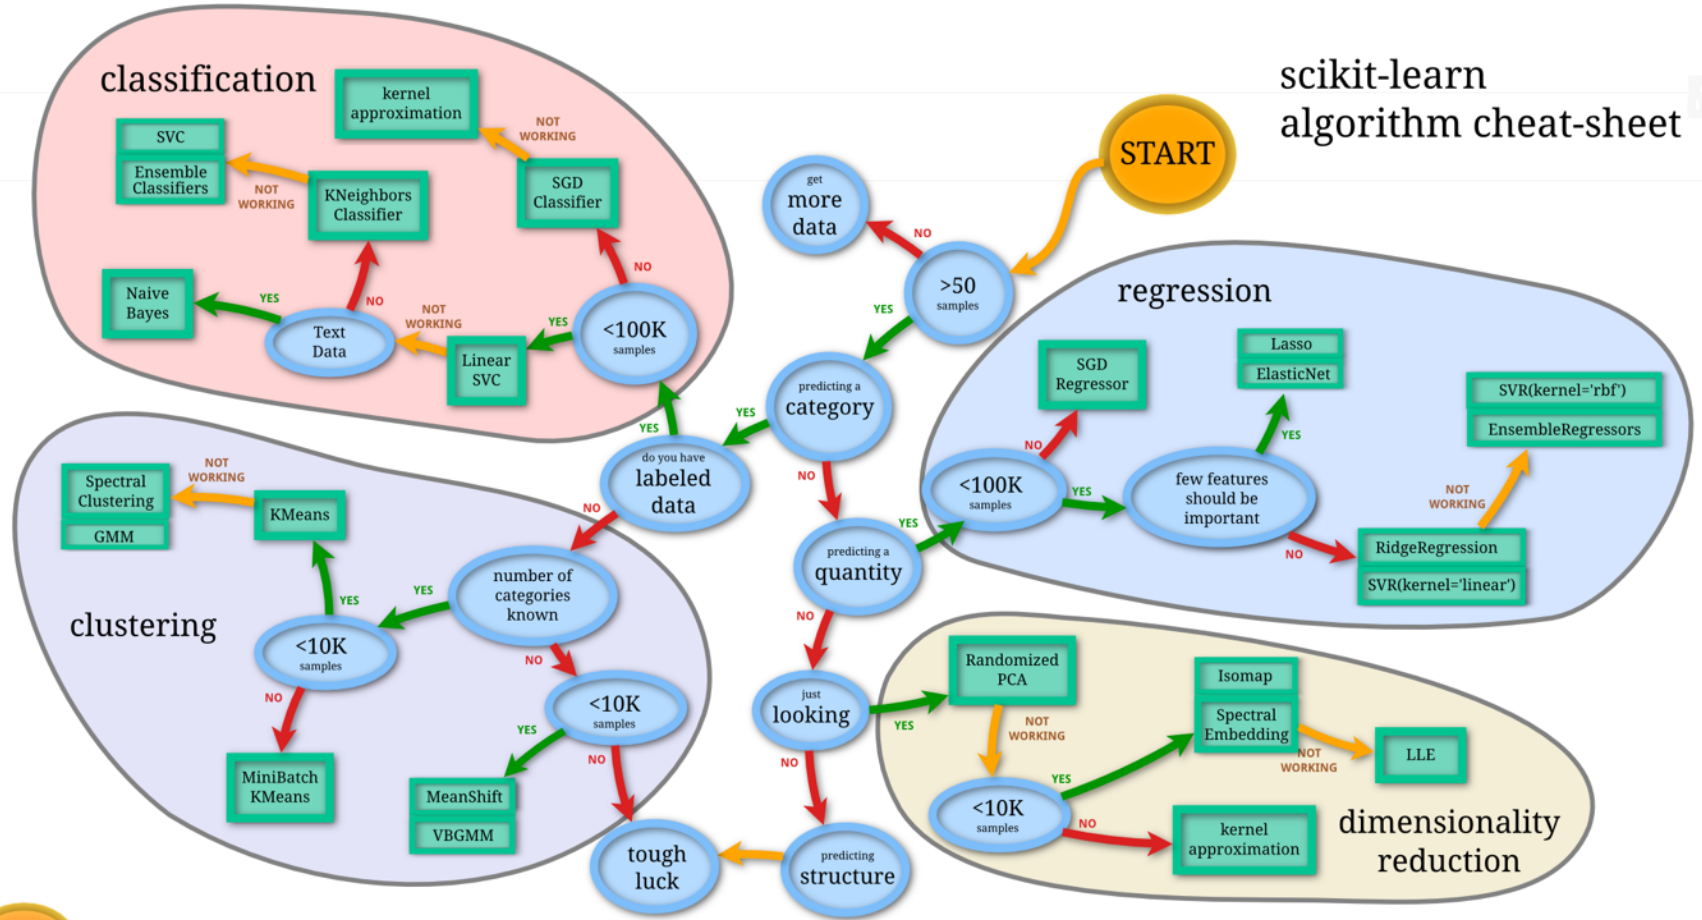 scikit-learn
algorithm cheat-sheet
START
>50
samples
NO
get
more
data
YES
predicting a
category
YES
NO
do you have
labeled
data
YES
NO
predicting a
quantity
YES
NO
just
looking
YES
NO
predicting
structure
tough
luck
classification
<100K
samples
NO
SGD
Classifier
NOT
WORKING
kernel
approximation
YES
Linear
SVC
NOT
WORKING
Text
Data
YES
Naive
Bayes
NO
KNeighbors
Classifier
NOT
WORKING
SVC
Ensemble
Classifiers
clustering
number of
categories
known
YES
<10K
samples
YES
KMeans
NOT
WORKING
Spectral
Clustering
GMM
NO
MiniBatch
KMeans
NO
<10K
samples
YES
MeanShift
VBGMM
NO
regression
<100K
samples
NO
SGD
Regressor
YES
few features
should be
important
YES
Lasso
ElasticNet
NO
RidgeRegression
SVR(kernel='linear')
NOT
WORKING
SVR(kernel='rbf')
EnsembleRegressors
dimensionality
reduction
Randomized
PCA
NOT
WORKING
<10K
samples
YES
Isomap
Spectral
Embedding
NOT
WORKING
LLE
NO
kernel
approximation